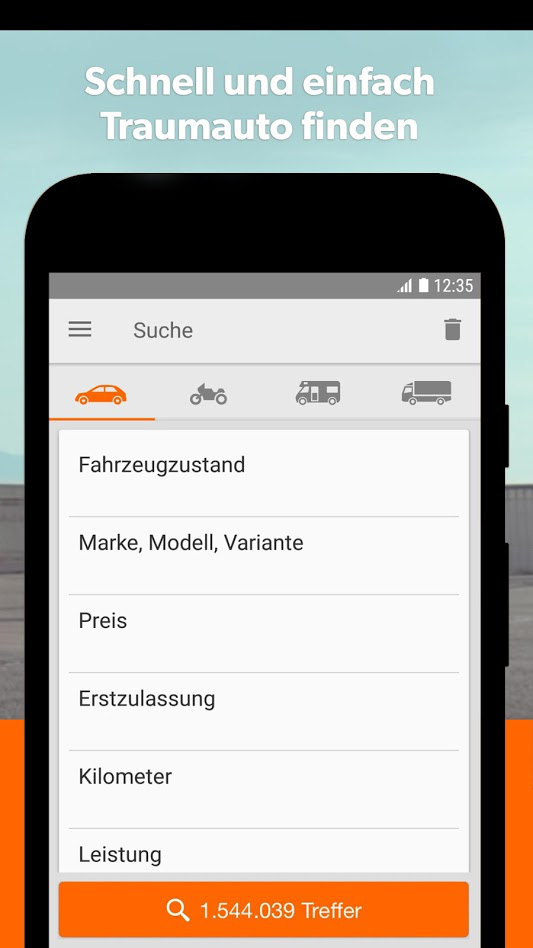 Schnell und einfach
Traumauto finden
12:35
Suche
Fahrzeugzustand
Marke, Modell, Variante
Preis
Erstzulassung
Kilometer
Leistung
1.544.039 Treffer